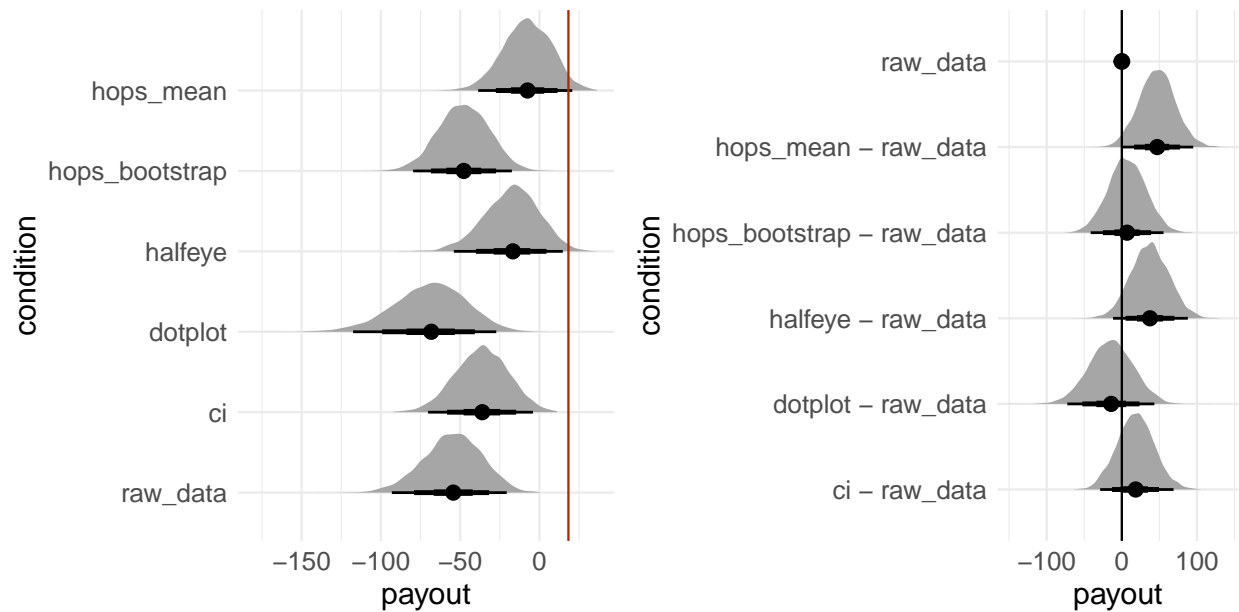 condition
hops_mean
hops_bootstrap
halfeye
dotplot
ci
raw_data
−150 −100 −50 0
payout
condition
raw_data
hops_mean − raw_data
hops_bootstrap − raw_data
halfeye − raw_data
dotplot − raw_data
ci − raw_data
−100 0 100
payout